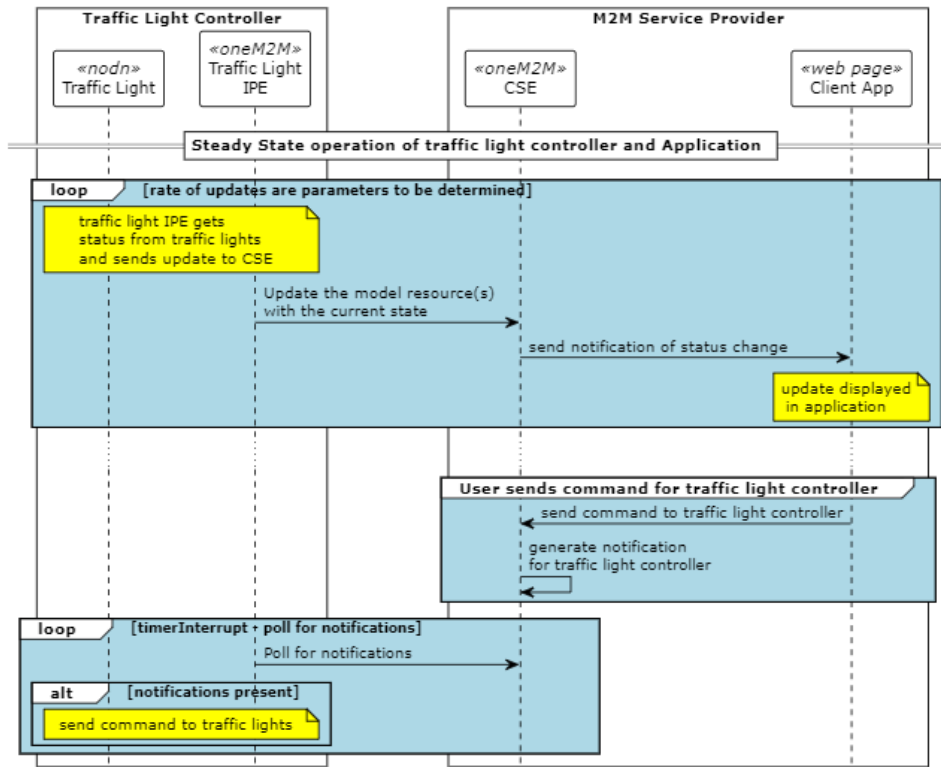 Traffic Light Controller
M2M Service Provider
«nodn»
Traffic Light
«oneM2M»
Traffic Light
IPE
«oneM2M»
CSE
«web page»
Client App
Steady State operation of traffic light controller and Application
loop
[rate of updates are parameters to be determined]
traffic light IPE gets
status from traffic lights
and sends update to CSE
Update the model resource(s)
with the current state
send notification of status change
update displayed
in application
User sends command for traffic light controller
send command to traffic light controller
generate notification
for traffic light controller
loop
[timerInterrupt - poll for notifications]
Poll for notifications
alt
[notifications present]
send command to traffic lights